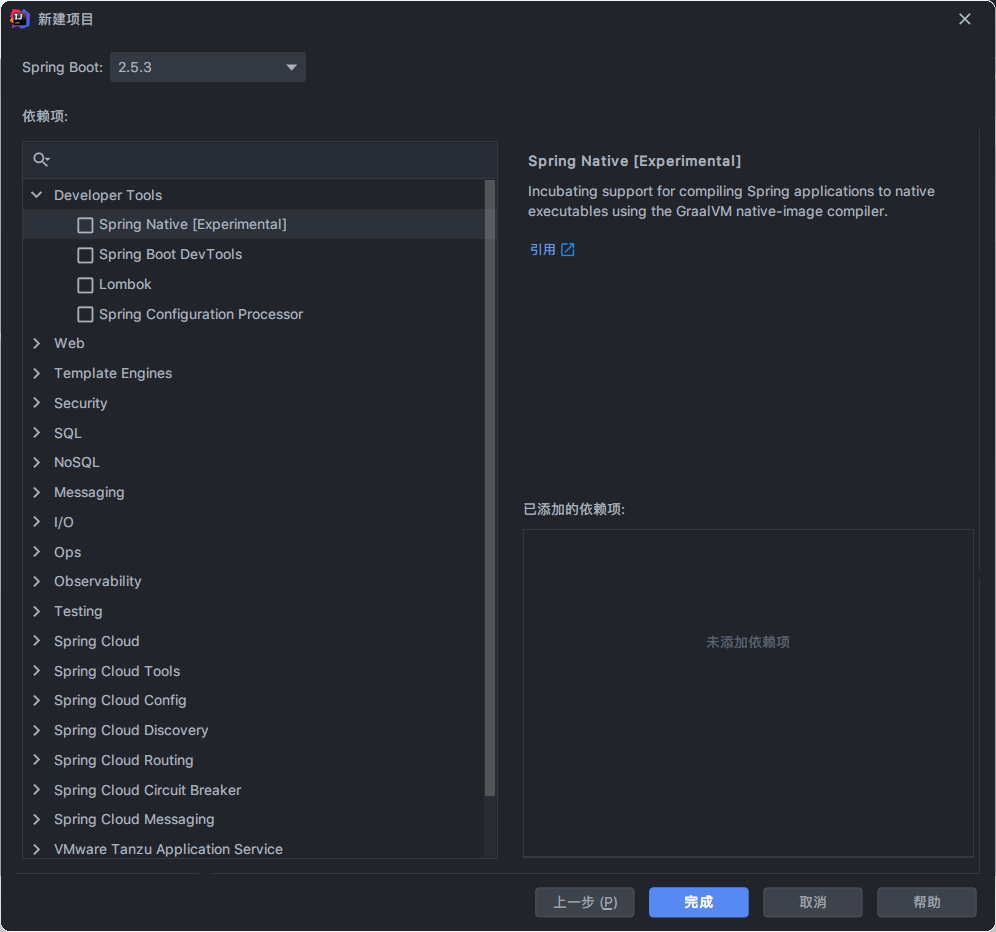 新建项目
Spring Boot: 2.5.3
依赖项:
Developer Tools
Spring Native [Experimental]
Spring Boot DevTools
Lombok
Spring Configuration Processor
Web
Template Engines
Security
SQL
NoSQL
Messaging
I/O
Ops
Observability
Testing
Spring Cloud
Spring Cloud Tools
Spring Cloud Config
Spring Cloud Discovery
Spring Cloud Routing
Spring Cloud Circuit Breaker
Spring Cloud Messaging
VMware Tanzu Application Service
Spring Native [Experimental]
Incubating support for compiling Spring applications to native
executables using the GraalVM native-image compiler.
引用
已添加的依赖项:
未添加依赖项
上一步 (P) 完成 取消 帮助